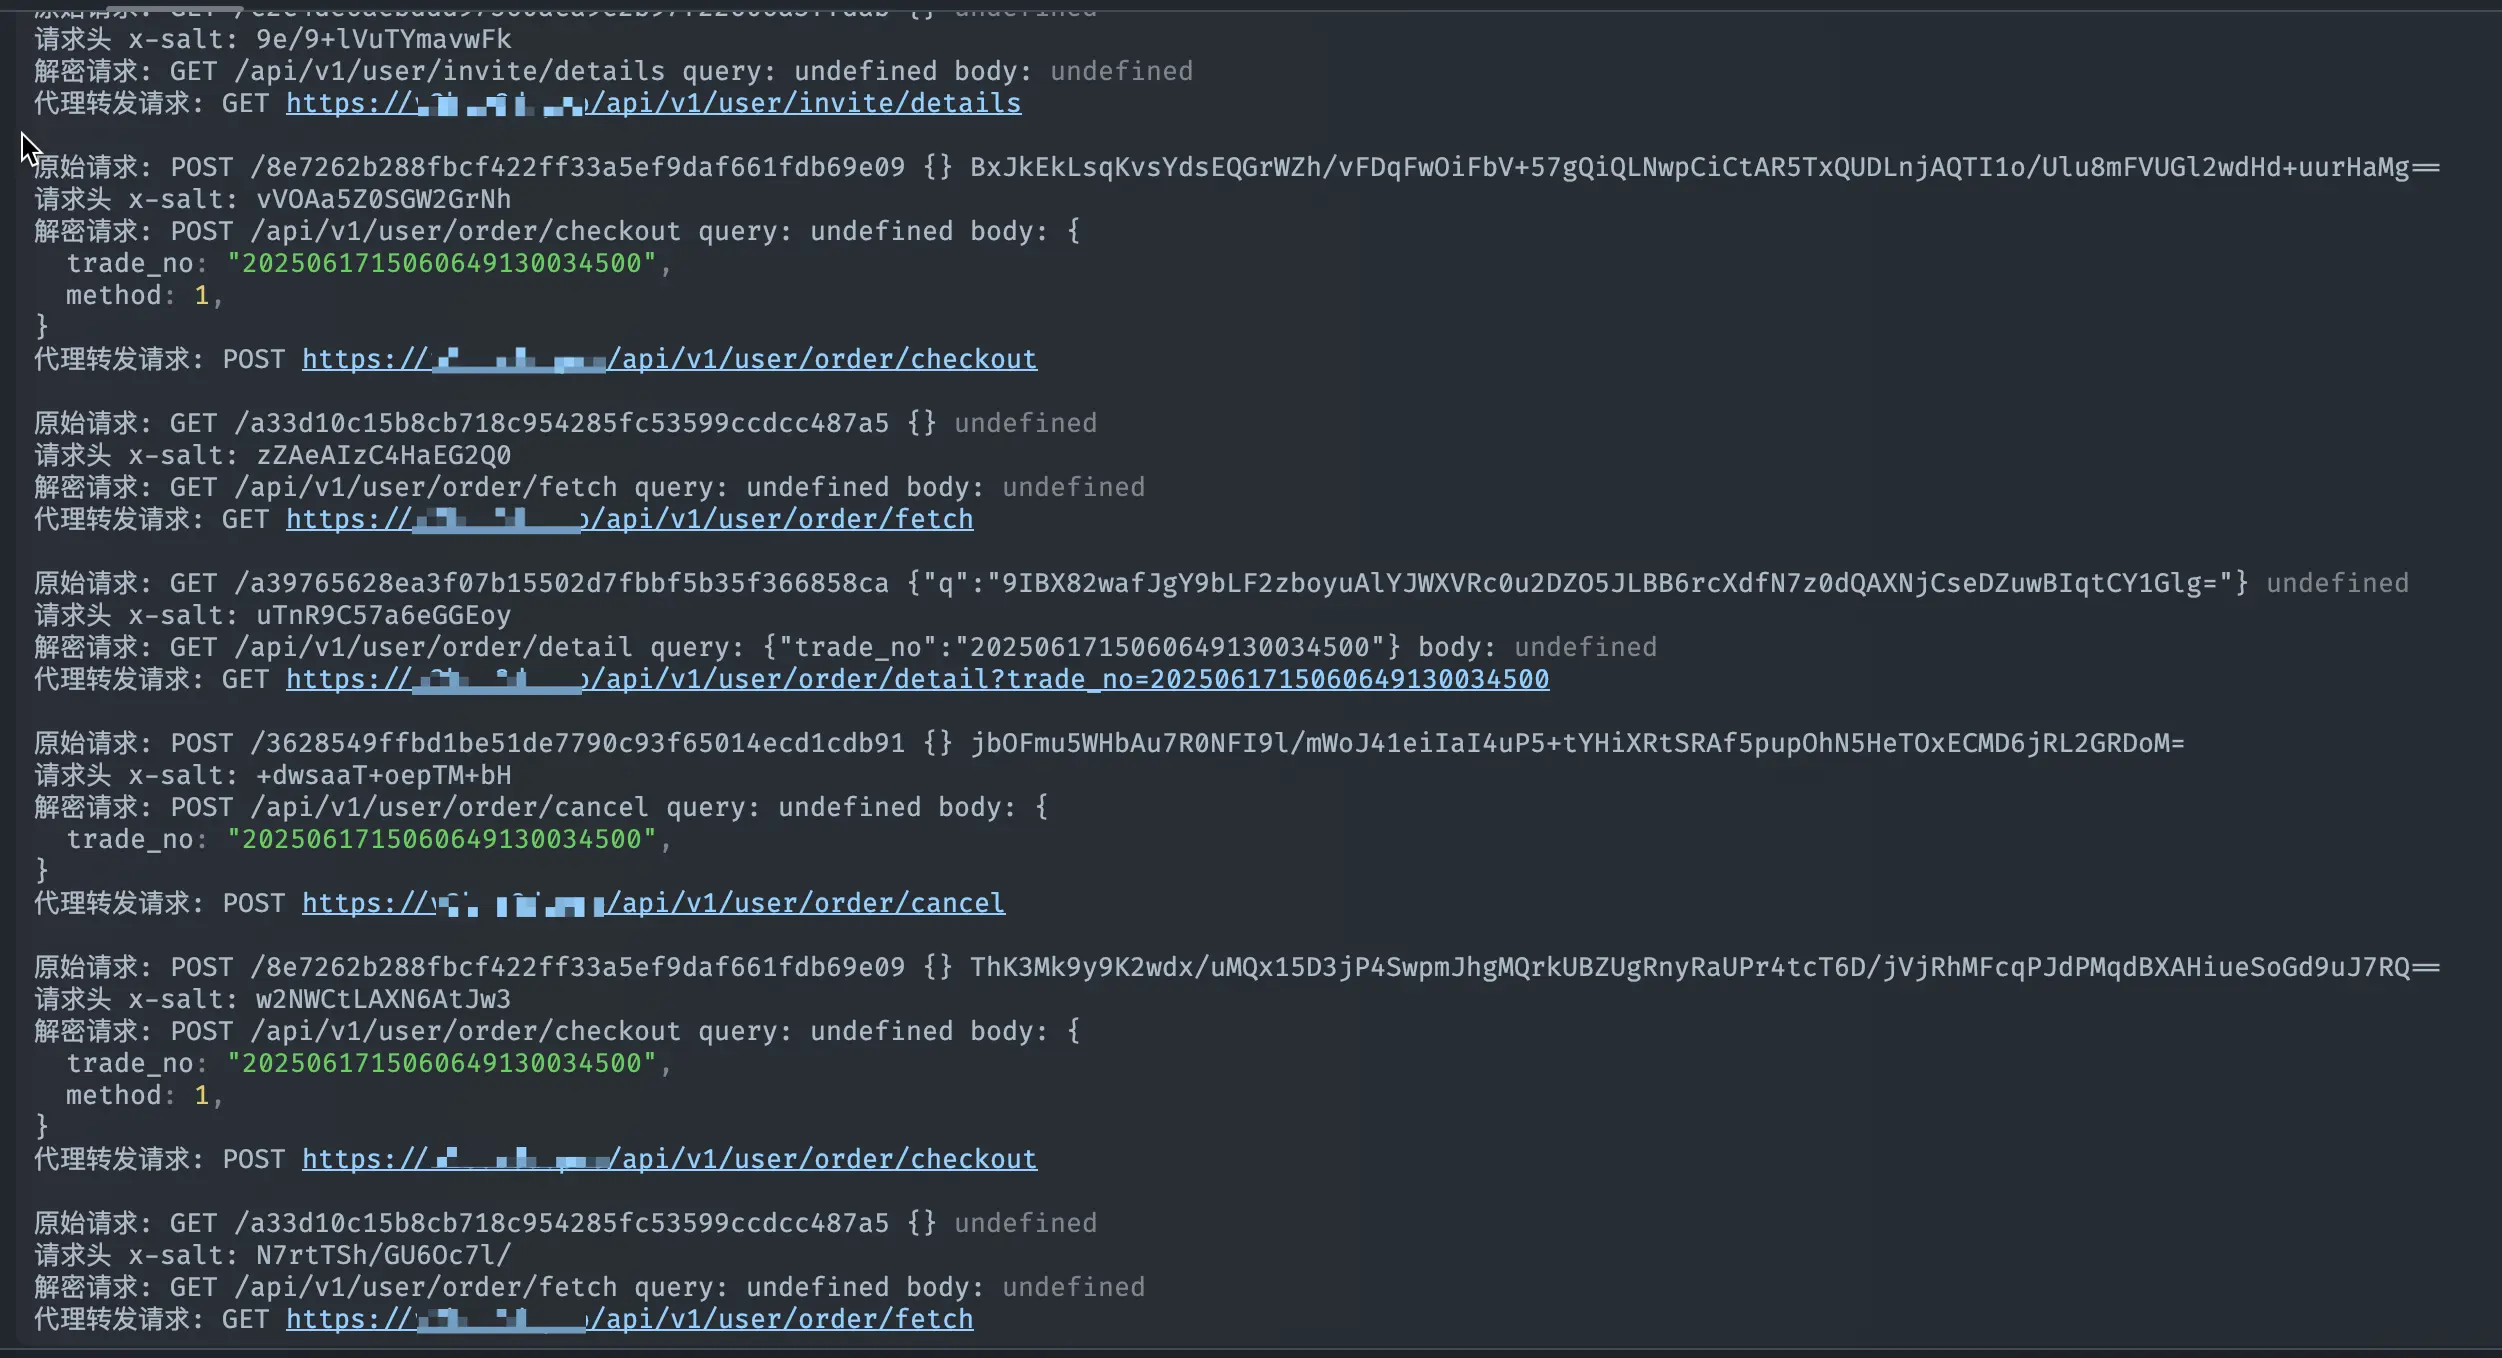 原始请求: GET
请求头 x-salt: 9e/9+lVuTYmavwFk
解密请求: GET /api/v1/user/invite/details query: undefined body: undefined
代理转发请求: GET https:///api/v1/user/invite/details
原始请求: POST /8e7262b288fbcf422ff33a5ef9daf661fdb69e09 {} BxJkEkLsqKvsYdsEQGrWZh/vFDqFwOiFbV+57gQiQLNwpCiCtAR5TxQUDLnjAQTI1o/Ulu8mFVUGl2wdHd+uurHaMg==
请求头 x-salt: vVOAa5Z0SGW2GrNh
解密请求: POST /api/v1/user/order/checkout query: undefined body: {
trade_no: "2025061715060649130034500",
method: 1,
}
代理转发请求: POST https:///api/v1/user/order/checkout
原始请求: GET /a33d10c15b8cb718c954285fc53599ccdcc487a5 {} undefined
请求头 x-salt: zZAeAIzC4HaEG2Q0
解密请求: GET /api/v1/user/order/fetch query: undefined body: undefined
代理转发请求: GET https:///api/v1/user/order/fetch
原始请求: GET /a39765628ea3f07b15502d7fbbf5b35f366858ca {"q":"9IBX82wafJgY9bLF2zboyuAlYJWXVRc0u2DZO5JLBB6rcXdfN7z0dQAXNjCseDZuwBIqtCY1Glg="} undefined
请求头 x-salt: uTnR9C57a6eGGEoy
解密请求: GET /api/v1/user/order/detail query: {"trade_no":"2025061715060649130034500"} body: undefined
代理转发请求: GET https:///api/v1/user/order/detail?trade_no=2025061715060649130034500
原始请求: POST /3628549ffbd1be51de7790c93f65014ecd1cdb91 {} jbOFmu5WHbAu7R0NFI9l/mWoJ41eiIaI4uP5+tYHiXRtSRAf5pupOhN5HeTOxECMD6jRL2GRDoM=
请求头 x-salt: +dwsaaT+oepTM+bH
解密请求: POST /api/v1/user/order/cancel query: undefined body: {
trade_no: "2025061715060649130034500",
}
代理转发请求: POST https:///api/v1/user/order/cancel
原始请求: POST /8e7262b288fbcf422ff33a5ef9daf661fdb69e09 {} ThK3Mk9y9K2wdx/uMQx15D3jP4SwpmJhgMQrkUBZUgRnyRaUPr4tcT6D/jVjRhMFcqPJdPMqdBXAHiueSoGd9uJ7RQ==
请求头 x-salt: w2NWCtLAXN6AtJw3
解密请求: POST /api/v1/user/order/checkout query: undefined body: {
trade_no: "2025061715060649130034500",
method: 1,
}
代理转发请求: POST https:///api/v1/user/order/checkout
原始请求: GET /a33d10c15b8cb718c954285fc53599ccdcc487a5 {} undefined
请求头 x-salt: N7rtTSh/GU6Oc7l/
解密请求: GET /api/v1/user/order/fetch query: undefined body: undefined
代理转发请求: GET https:///api/v1/user/order/fetch